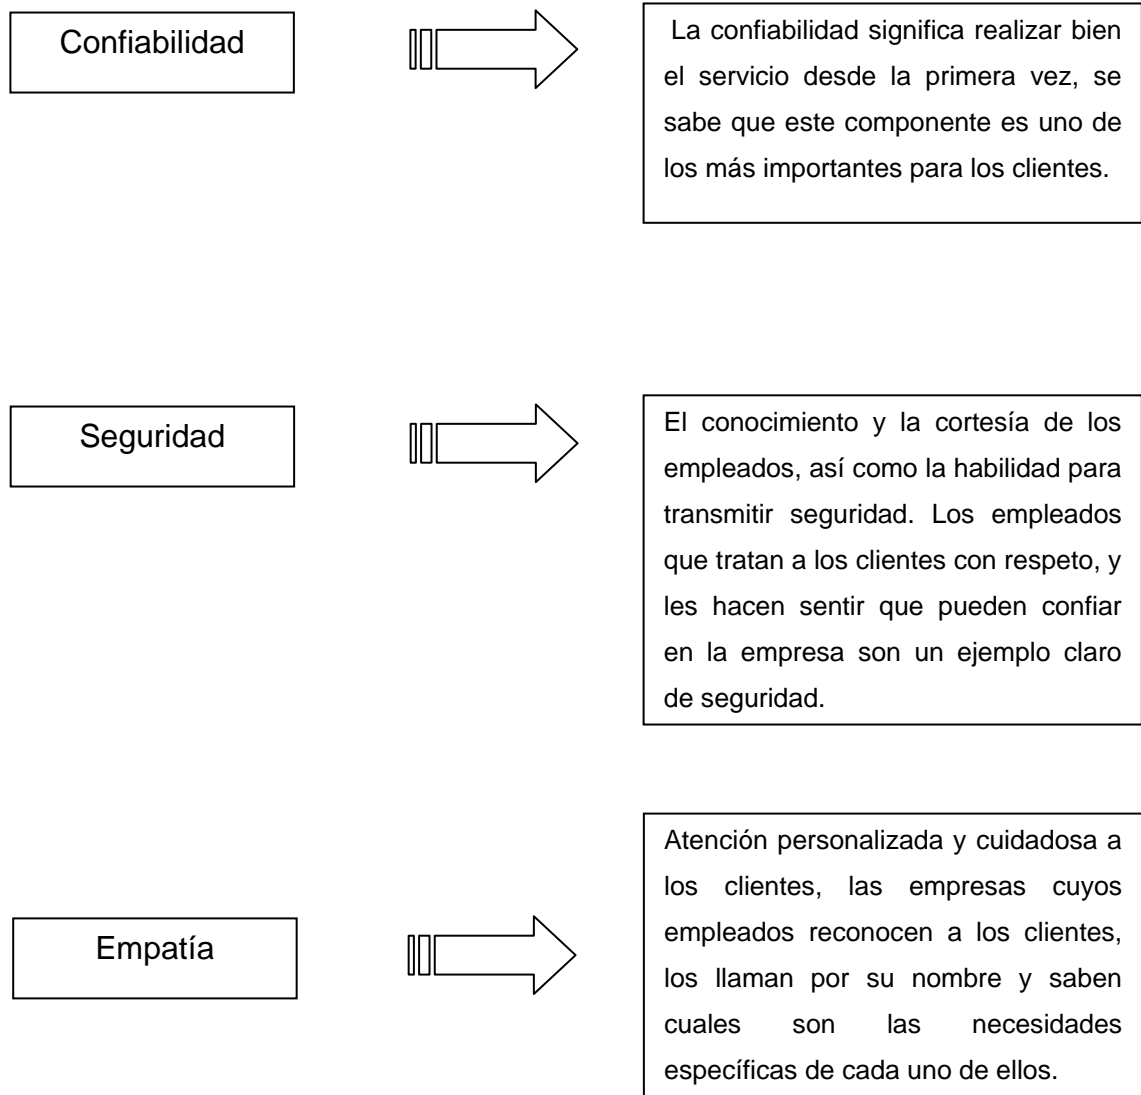 Confiabilidad
La confiabilidad significa realizar bien
el servicio desde la primera vez, se
sabe que este componente es uno de
los más importantes para los clientes.
Seguridad
El conocimiento y la cortesía de los
empleados, así como la habilidad para
transmitir seguridad. Los empleados
que tratan a los clientes con respeto, y
les hacen sentir que pueden confiar
en la empresa son un ejemplo claro
de seguridad.
Empatía
Atención personalizada y cuidadosa a
los clientes, las empresas cuyos
empleados reconocen a los clientes,
los llaman por su nombre y saben
cuales son las necesidades
específicas de cada uno de ellos.